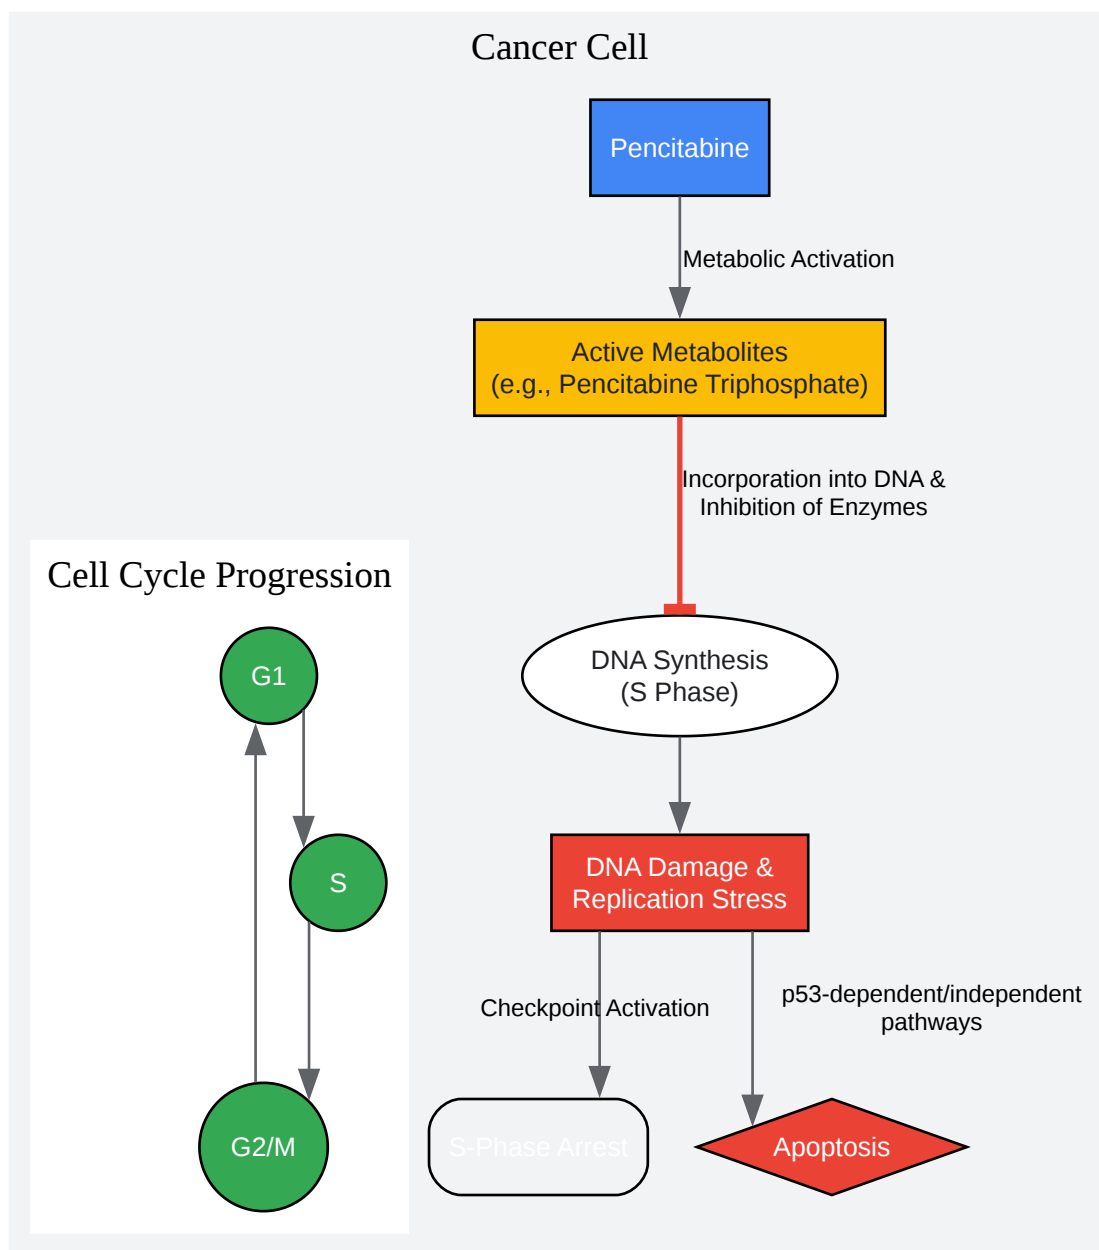 Cancer Cell
Pencitabine
Metabolic Activation
Active Metabolites
(e.g., Pencitabine Triphosphate)
Incorporation into DNA &
Inhibition of Enzymes
DNA Synthesis
(S Phase)
DNA Damage &
Replication Stress
Checkpoint Activation
p53-dependent/independent
pathways
S-Phase Arrest
Apoptosis
Cell Cycle Progression
G1
S
G2/M